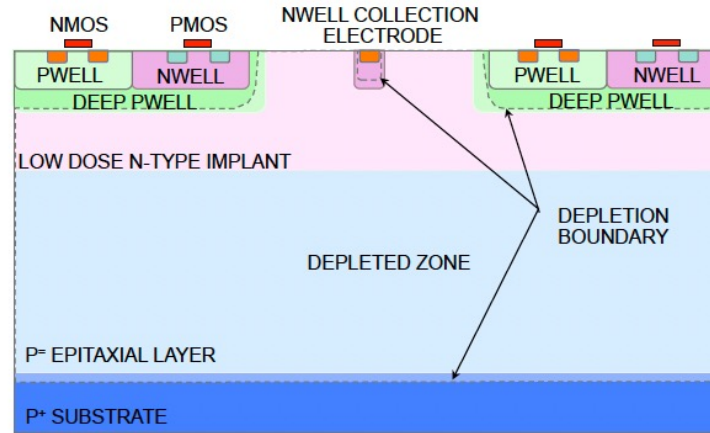 NMOS
PMOS
NWELL COLLECTION
ELECTRODE
PWELL
NWELL
PWELL
NWELL
DEEP PWELL
DEEP PWELL
LOW DOSE N-TYPE IMPLANT
DEPLETION
BOUNDARY
DEPLETED ZONE
P⁼ EPITAXIAL LAYER
P⁺ SUBSTRATE